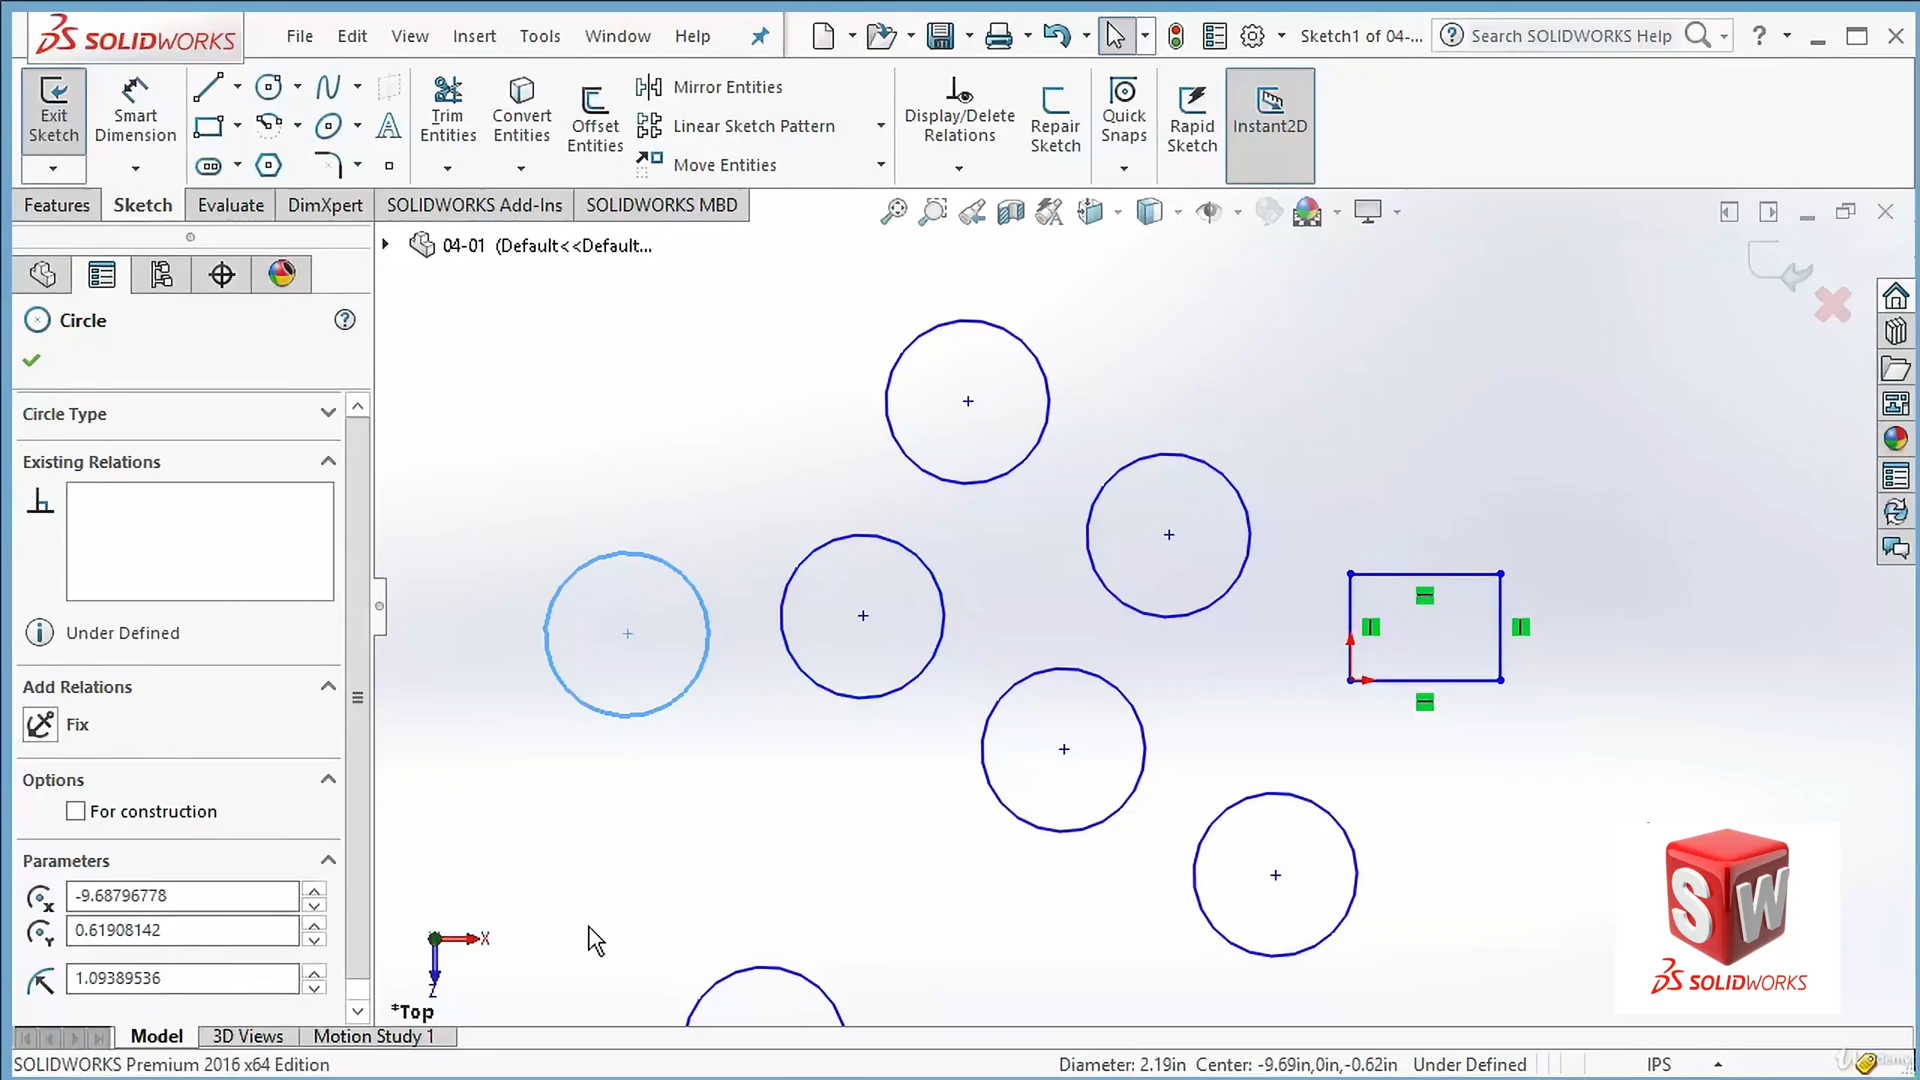 SOLIDWORKS
File Edit View Insert Tools Window Help
Sketch1 of 04-...
Search SOLIDWORKS Help
Exit Sketch
Smart Dimension
Trim Entities
Convert Entities
Offset Entities
Mirror Entities
Linear Sketch Pattern
Move Entities
Display/Delete Relations
Repair Sketch
Quick Snaps
Rapid Sketch
Instant2D
Features Sketch Evaluate DimXpert SOLIDWORKS Add-Ins SOLIDWORKS MBD
04-01 (Default<<Default...
Circle
Circle Type
Existing Relations
Under Defined
Add Relations
Fix
Options
For construction
Parameters
-9.68796778
0.61908142
1.09389536
X
Z
*Top
SW
SOLIDWORKS
Model 3D Views Motion Study 1
SOLIDWORKS Premium 2016 x64 Edition
Diameter: 2.19in Center: -9.69in,0in,-0.62in Under Defined
IPS